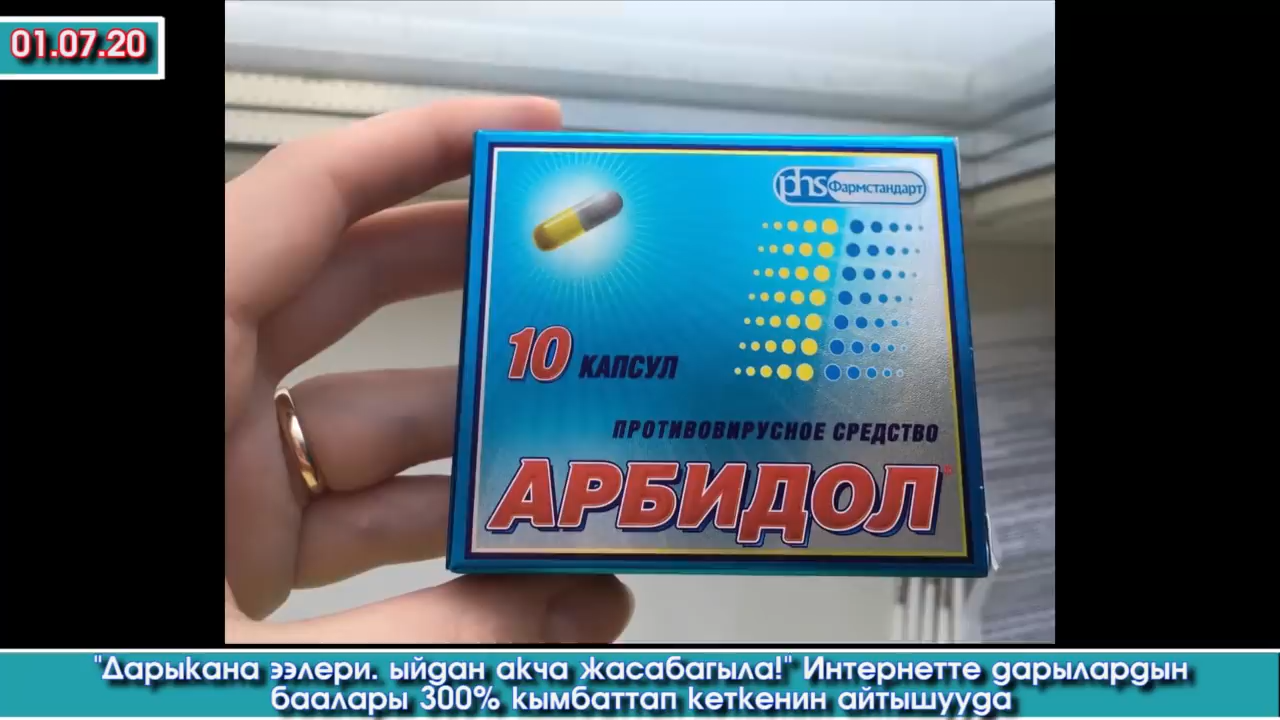 01.07.20
phs Фармстандарт
10 КАПСУЛ
ПРОТИВОВИРУСНОЕ СРЕДСТВО
АРБИДОЛ®
"Дарыкана ээлери. ыйдан акча жасабагыла!" Интернетте дарылардын
баалары 300% кымбаттап кеткенин айтышууда